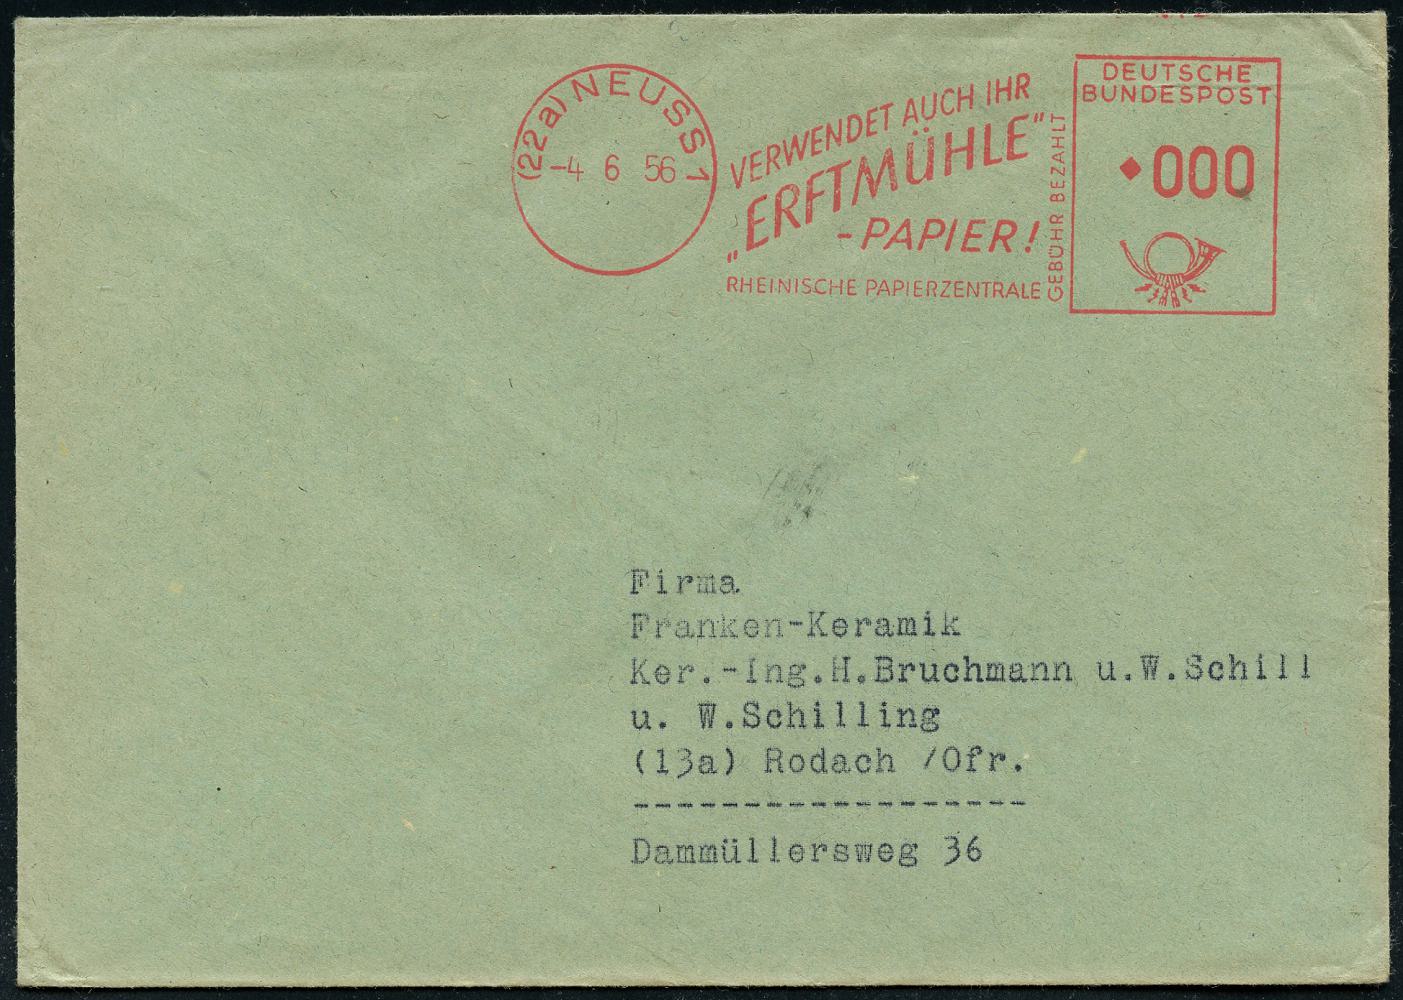 (22a) NEUSS 1
-4 6 56
VERWENDET AUCH IHR
„ERFTMÜHLE"
-PAPIER!
RHEINISCHE PAPIERZENTRALE
GEBÜHR BEZAHLT
DEUTSCHE
BUNDESPOST
000
Firma
Franken-Keramik
Ker.-Ing.H.Bruchmann u.W.Schill
u. W.Schilling
(13a) Rodach /Ofr.
------------------
Dammüllersweg 36